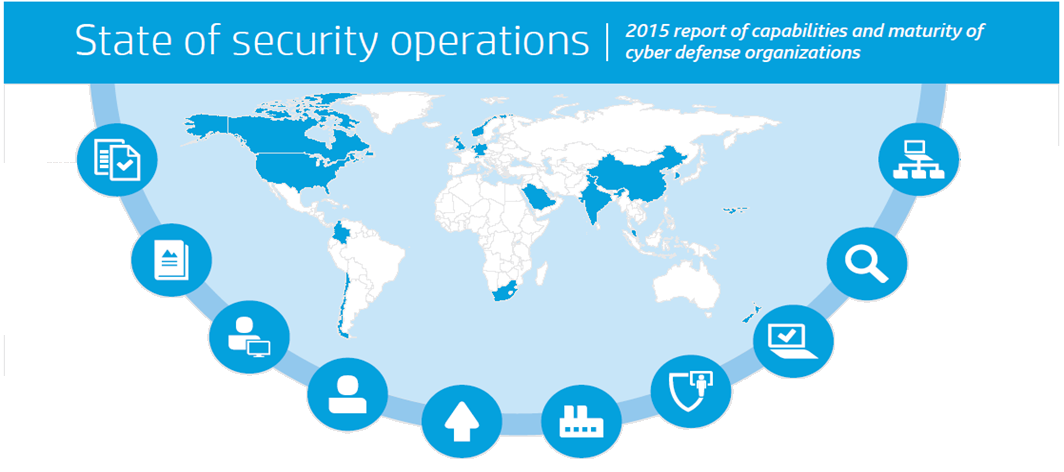 State of security operations
2015 report of capabilities and maturity of
cyber defense organizations